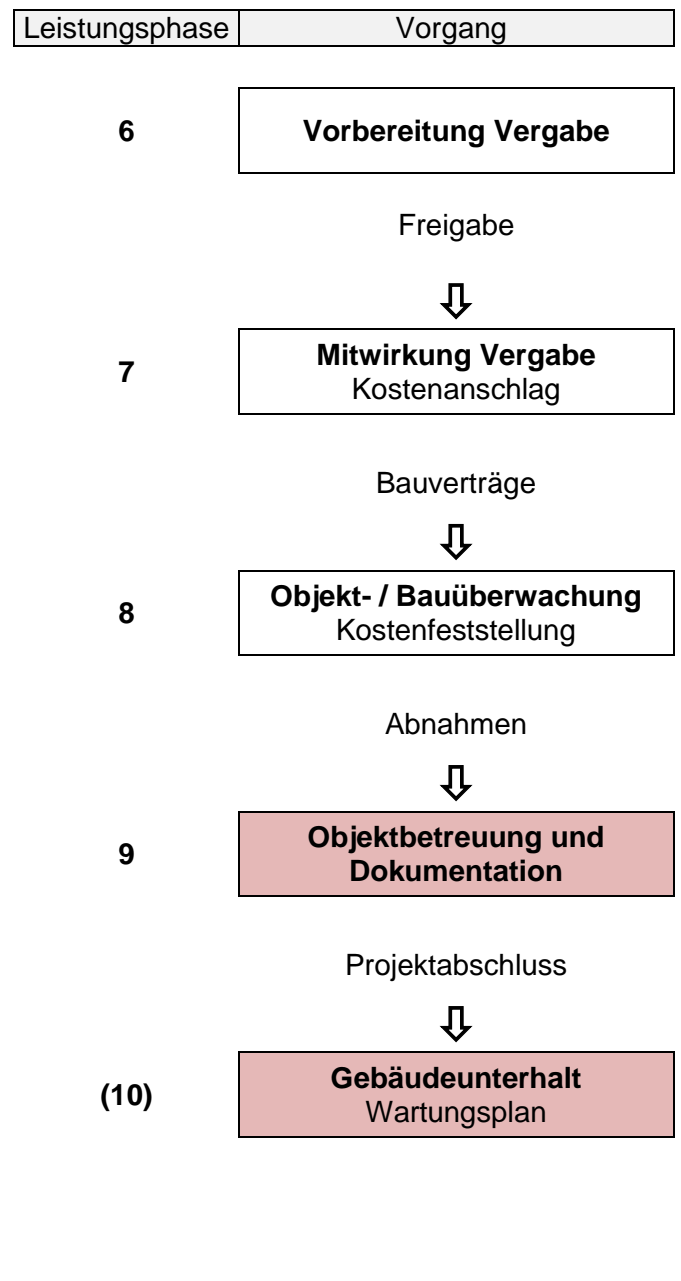 Leistungsphase Vorgang
6 Vorbereitung Vergabe
Freigabe
Mitwirkung Vergabe
7
Kostenanschlag
Bauverträge
Objekt- / Bauüberwachung
8
Kostenfeststellung
Abnahmen
Objektbetreuung und
9
Dokumentation
Projektabschluss
Gebäudeunterhalt
(10)
Wartungsplan